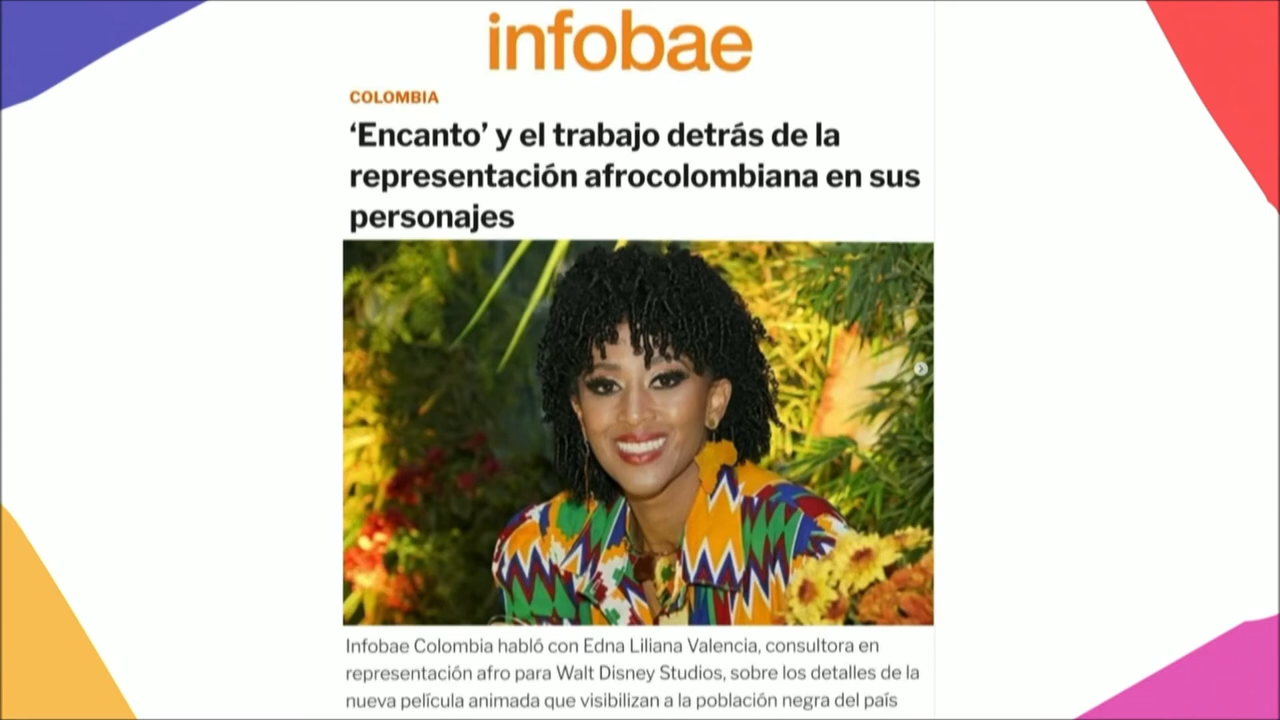 infobae
COLOMBIA
‘Encanto’ y el trabajo detrás de la
representación afrocolombiana en sus
personajes
Infobae Colombia habló con Edna Liliana Valencia, consultora en
representación afro para Walt Disney Studios, sobre los detalles de la
nueva película animada que visibilizan a la población negra del país